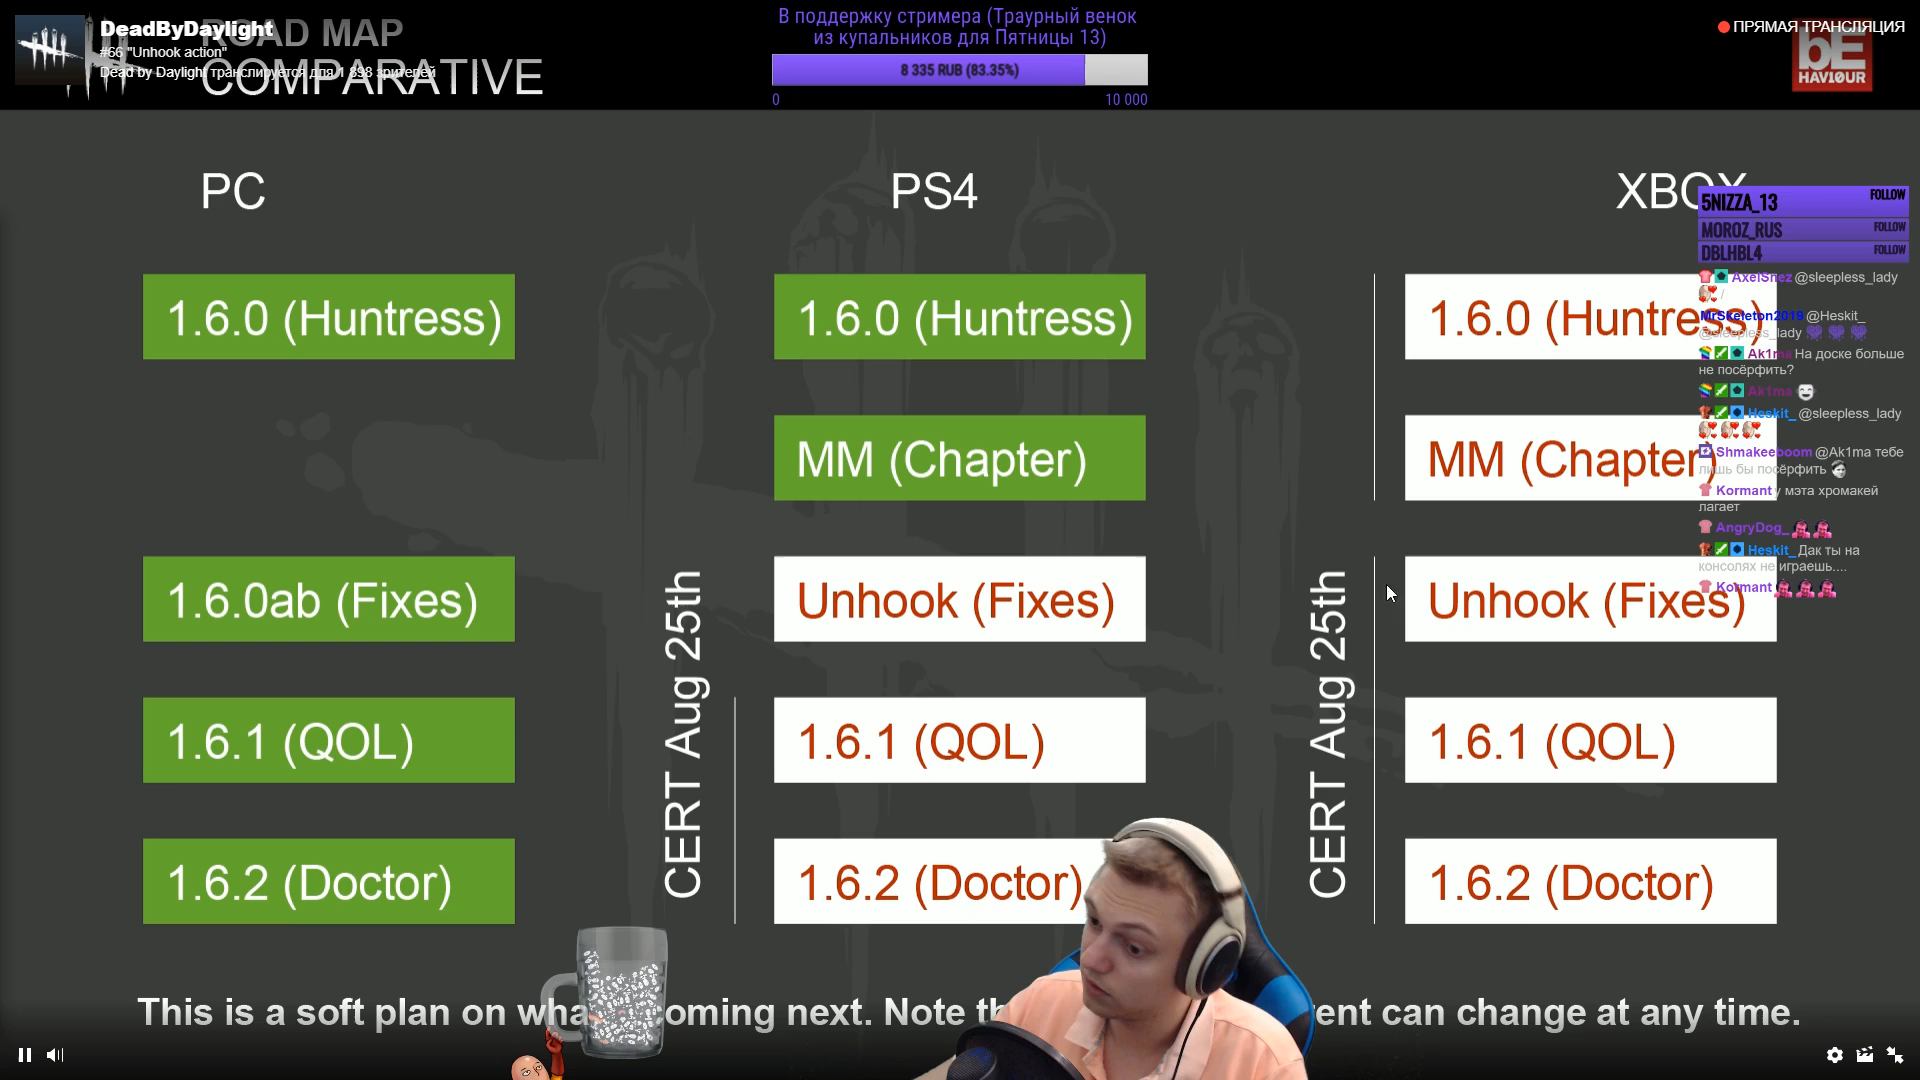 ROAD MAP
COMPARATIVE
DeadByDaylight
#66 "Unhook action"
Dead by Daylight транслируется для 1 898 зрителей
В поддержку стримера (Траурный венок
из купальников для Пятницы 13)
8 335 RUB (83.35%)
0
10 000
ПРЯМАЯ ТРАНСЛЯЦИЯ
bE
HAVIOUR
PC
PS4
XBOX
1.6.0 (Huntress)
1.6.0 (Huntress)
1.6.0 (Huntress)
MM (Chapter)
MM (Chapter)
1.6.0ab (Fixes)
Unhook (Fixes)
Unhook (Fixes)
1.6.1 (QOL)
1.6.1 (QOL)
1.6.1 (QOL)
1.6.2 (Doctor)
1.6.2 (Doctor)
1.6.2 (Doctor)
CERT Aug 25th
CERT Aug 25th
5NIZZA_13 FOLLOW
MOROZ_RUS FOLLOW
DBLHBL4 FOLLOW
AxelSnez @sleepless_lady
/
MrSkeleton2019 @Heskit_
@sleepless_lady
Ak1ma На доске больше
не посёрфить?
Ak1ma
Heskit_ @sleepless_lady
Shmakeeboom @Ak1ma тебе
лишь бы посёрфить
Kormant у мэта хромакей
лагает
AngryDog_
Heskit_ Дак ты на
консолях не играешь....
Kormant
This is a soft plan on wha oming next. Note th ent can change at any time.